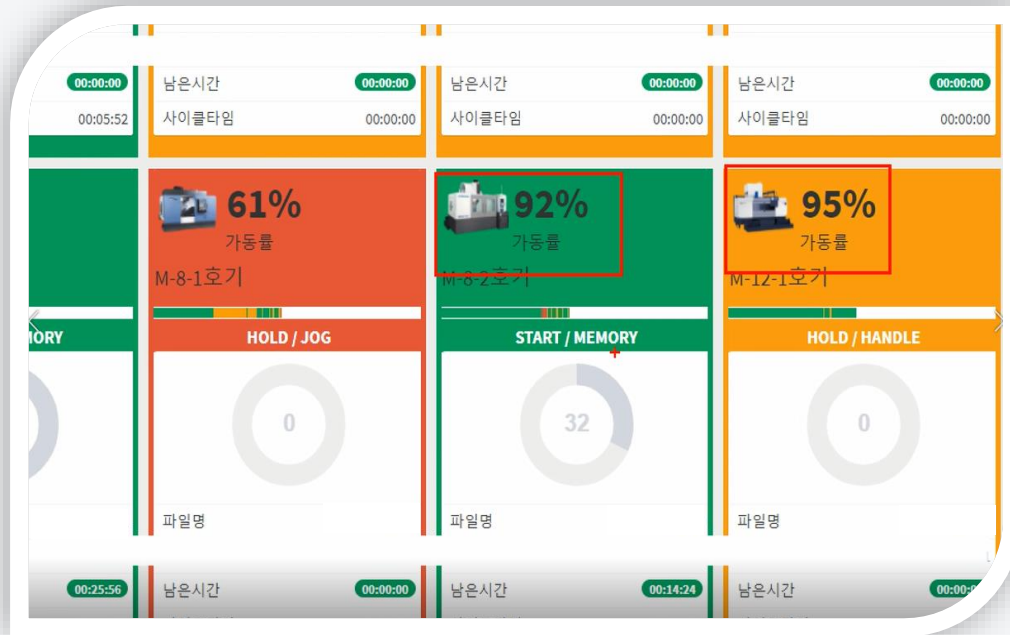 00:00:00 남은시간 00:00:00 남은시간 00:00:00 남은시간 00:00:00
00:05:52 사이클타임 00:00:00 사이클타임 00:00:00 사이클타임 00:00:00
61% 92% 95%
가동률 가동률 가동률
M-8-1호기 M-8-2호기 M-12-1호기
HOLD / JOG START / MEMORY HOLD / HANDLE
0 32 0
파일명 파일명 파일명
00:25:56 남은시간 00:00:00 남은시간 00:14:24 남은시간